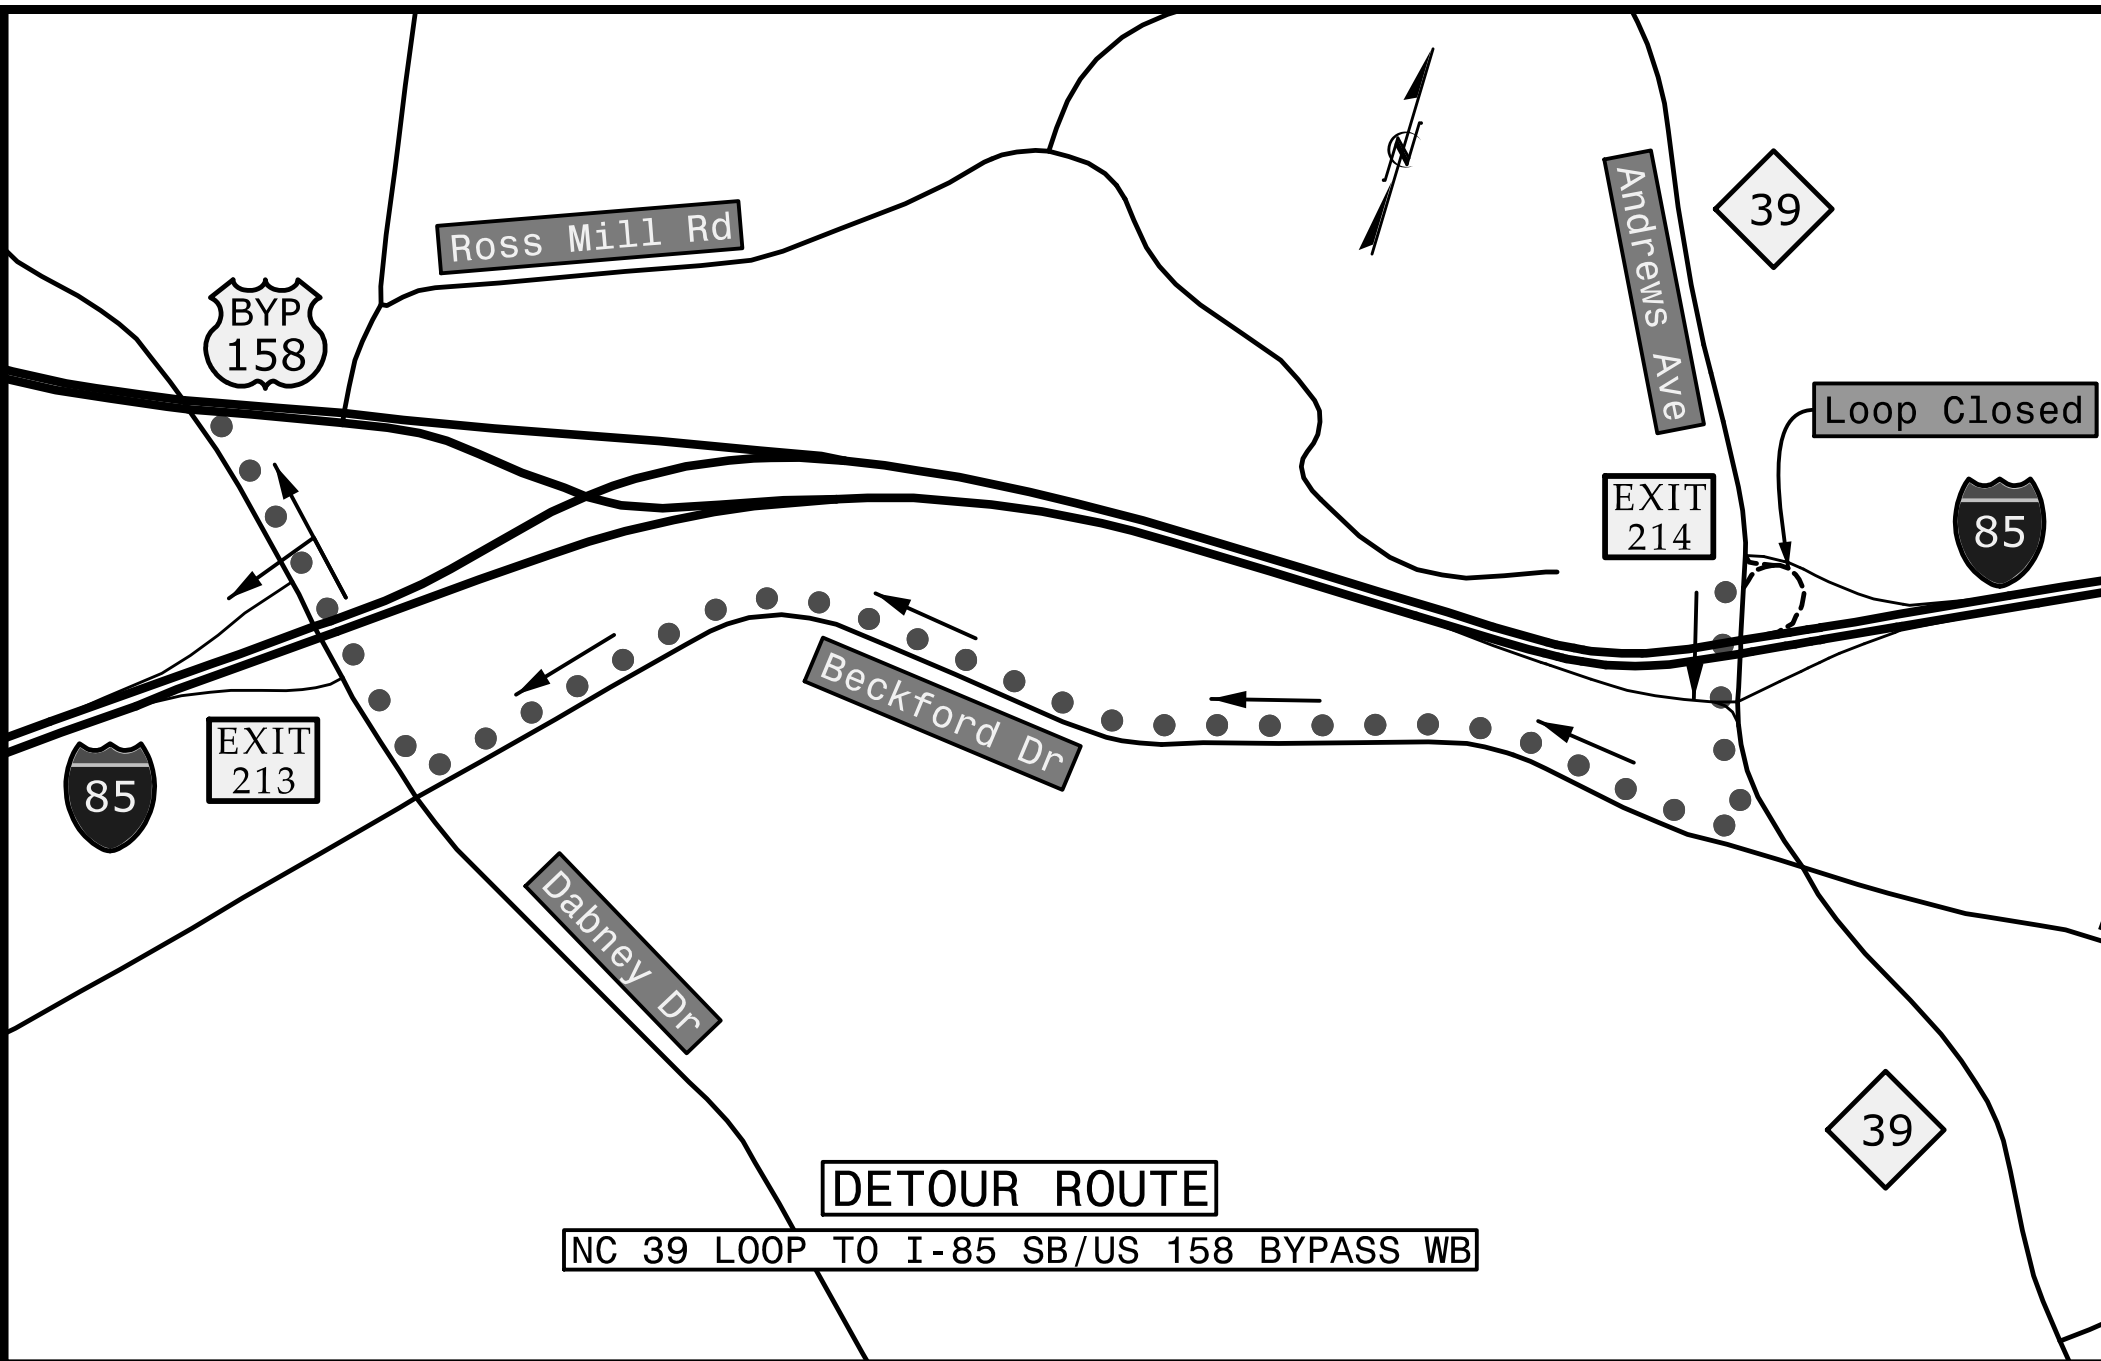 N
Andrews Ave
39
Ross Mill Rd
BYP
158
Loop Closed
EXIT
214
85
Beckford Dr
EXIT
213
85
Dabney Dr
39
DETOUR ROUTE
NC 39 LOOP TO I-85 SB/US 158 BYPASS WB